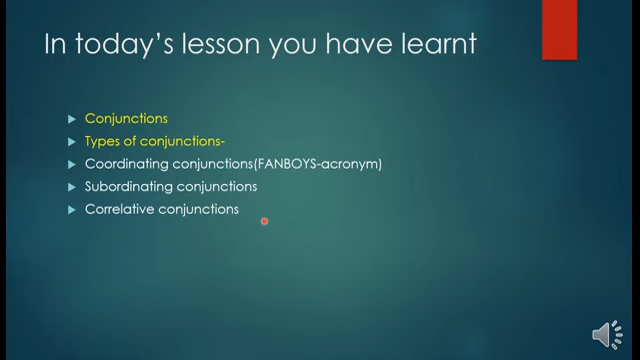 In today's lesson you have learnt
Conjunctions
Types of conjunctions-
Coordinating conjunctions(FANBOYS-acronym)
Subordinating conjunctions
Correlative conjunctions